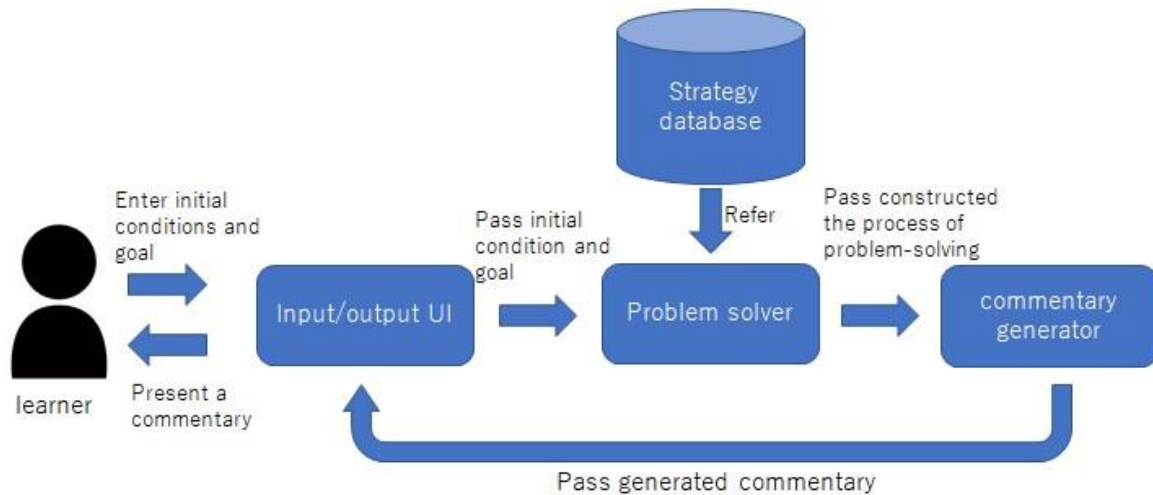 Strategy
database
Enter initial
conditions and
goal
Pass initial
condition and
goal
Refer
Pass constructed
the process of
problem-solving
Input/output UI
Problem solver
commentary
generator
learner
Present a
commentary
Pass generated commentary